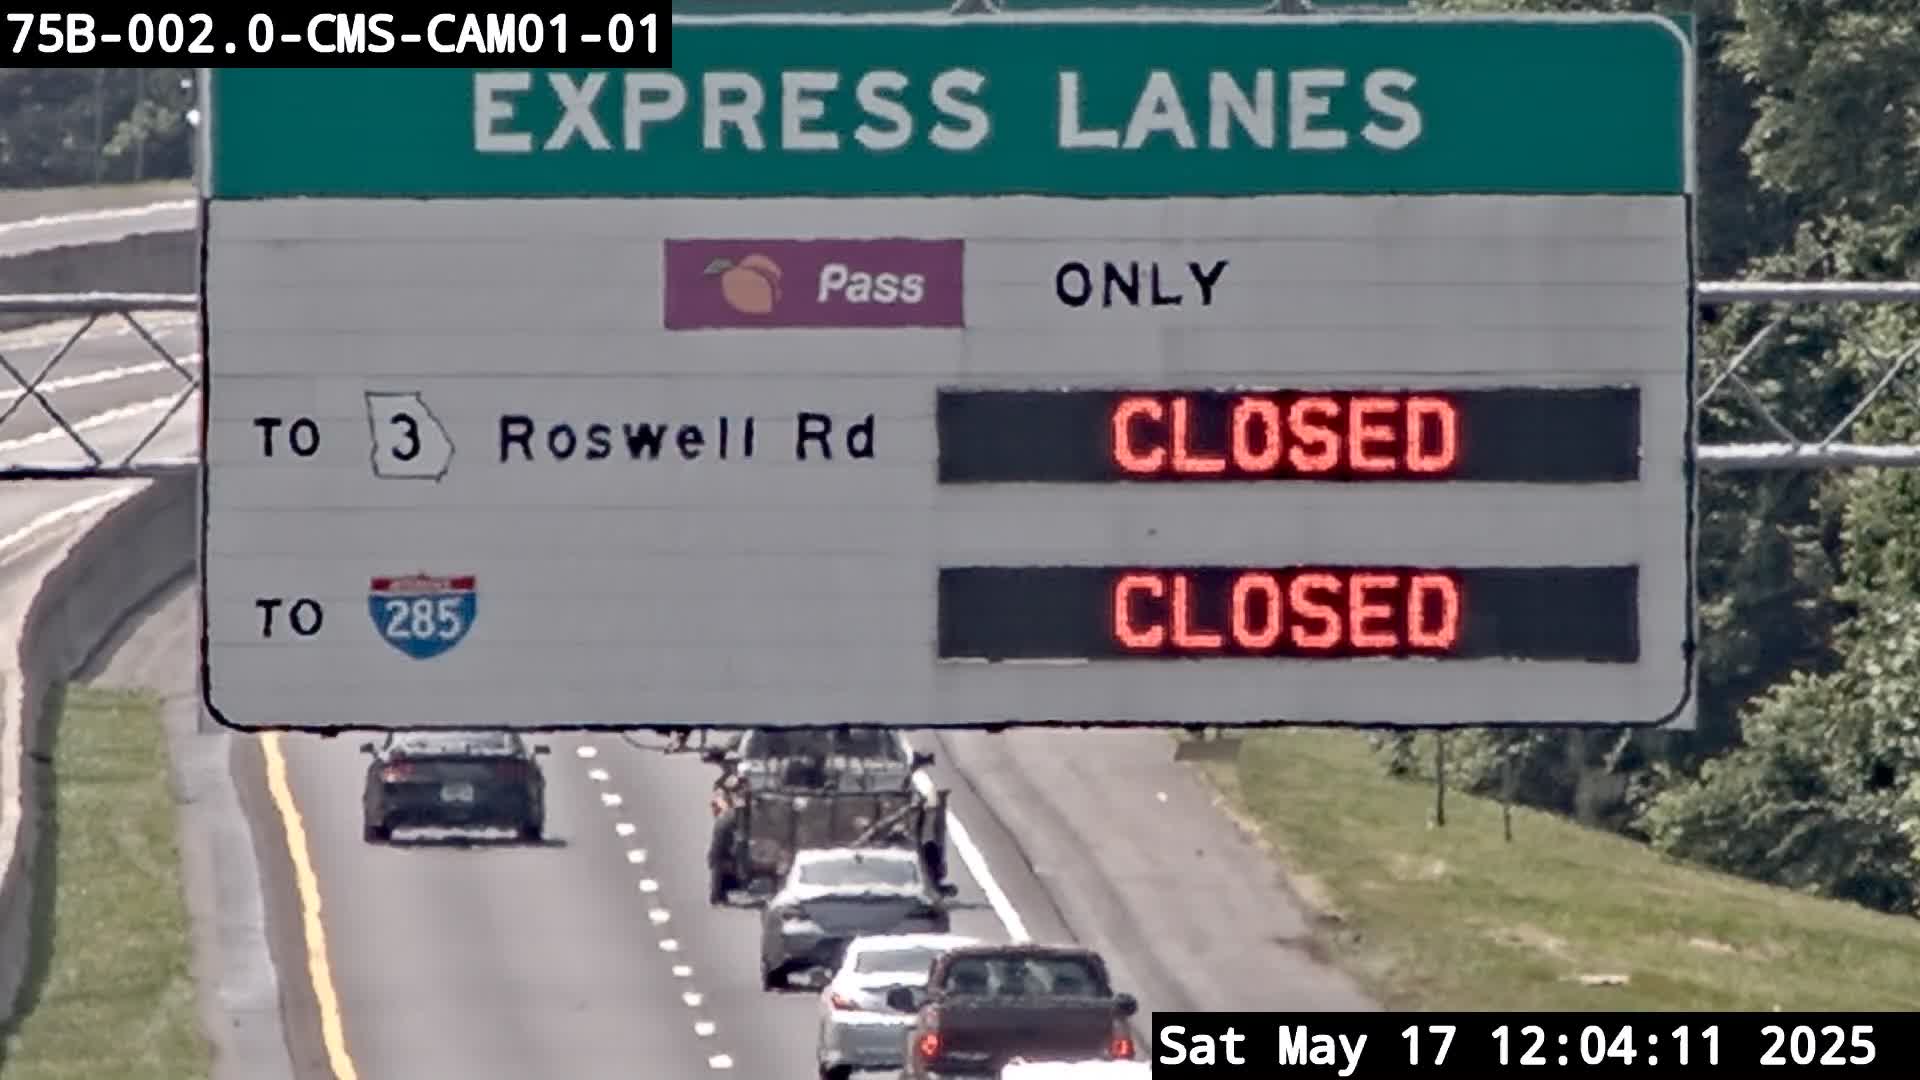 75B-002.0-CMS-CAM01-01
EXPRESS LANES
Pass ONLY
TO 3 Roswell Rd CLOSED
TO 285 CLOSED
Sat May 17 12:04:11 2025